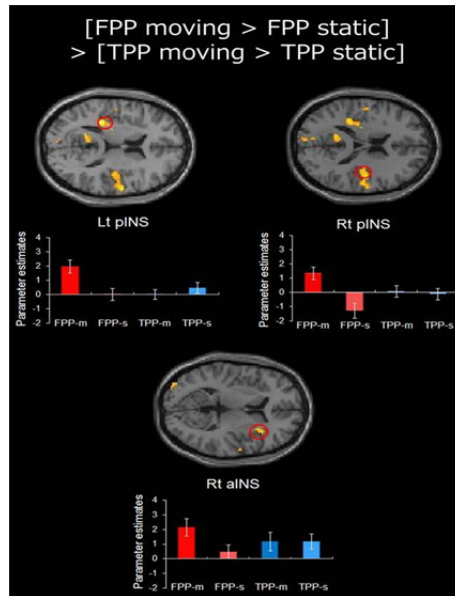 [FPP moving > FPP static]
> [TPP moving > TPP static]
Lt pINS
Rt pINS
Parameter estimates
4
3
2
1
0
-1
-2
FPP-m FPP-s TPP-m TPP-s
Parameter estimates
4
3
2
1
0
-1
-2
FPP-m FPP-s TPP-m TPP-s
Rt aINS
Parameter estimates
4
3
2
1
0
-1
-2
FPP-m FPP-s TPP-m TPP-s